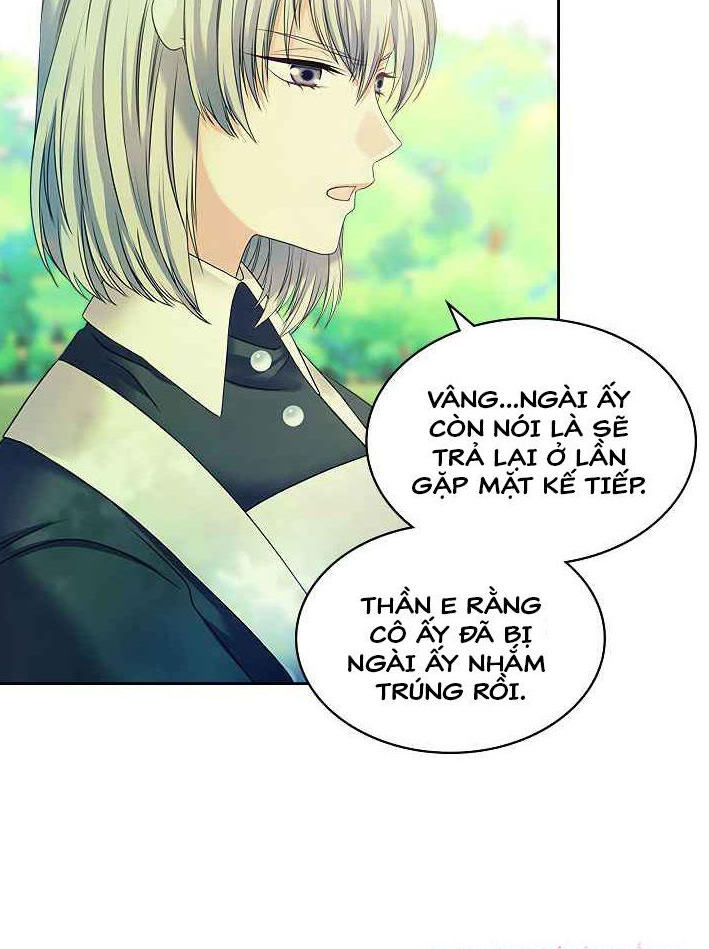 VÂNG...NGÀI ẤY
CÒN NÓI LÀ SẼ
TRẢ LẠI Ở LẦN
GẶP MẶT KẾ TIẾP.
THẦN E RẰNG
CÔ ẤY ĐÃ BỊ
NGÀI ẤY NHẮM
TRÚNG RỒI.